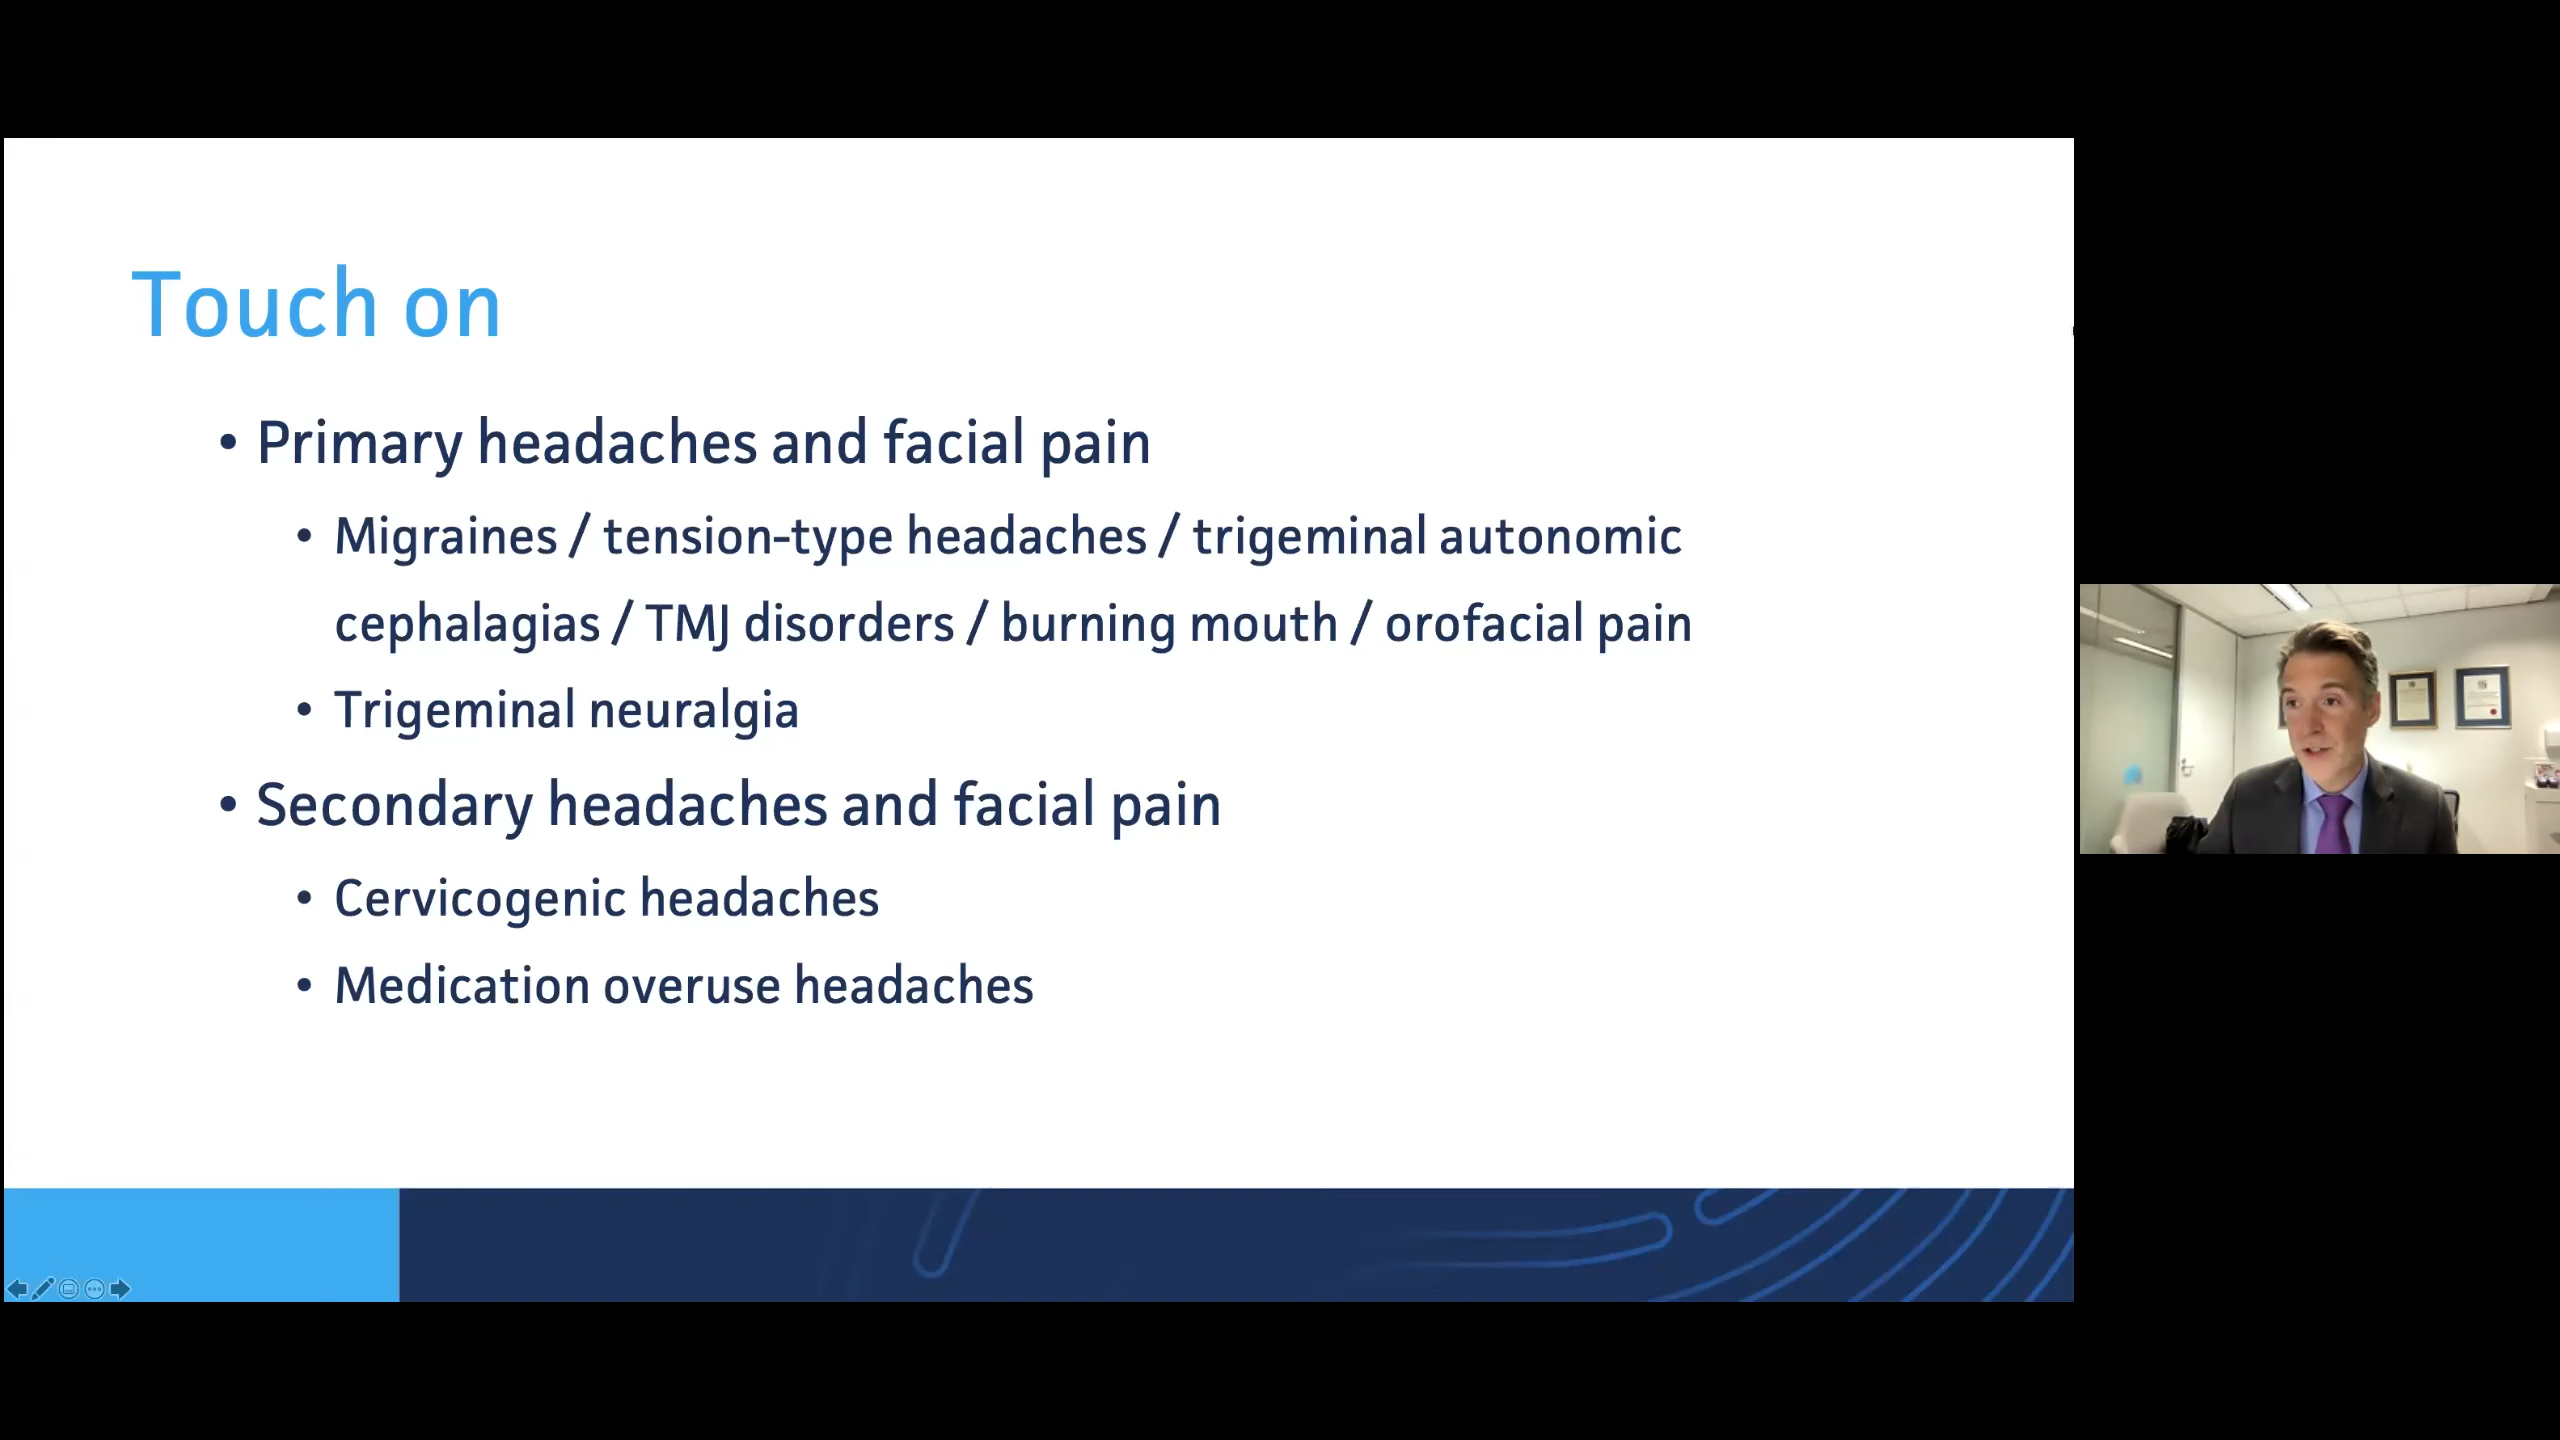 Touch on
• Primary headaches and facial pain
• Migraines / tension-type headaches / trigeminal autonomic
cephalagias / TMJ disorders / burning mouth / orofacial pain
• Trigeminal neuralgia
• Secondary headaches and facial pain
• Cervicogenic headaches
• Medication overuse headaches